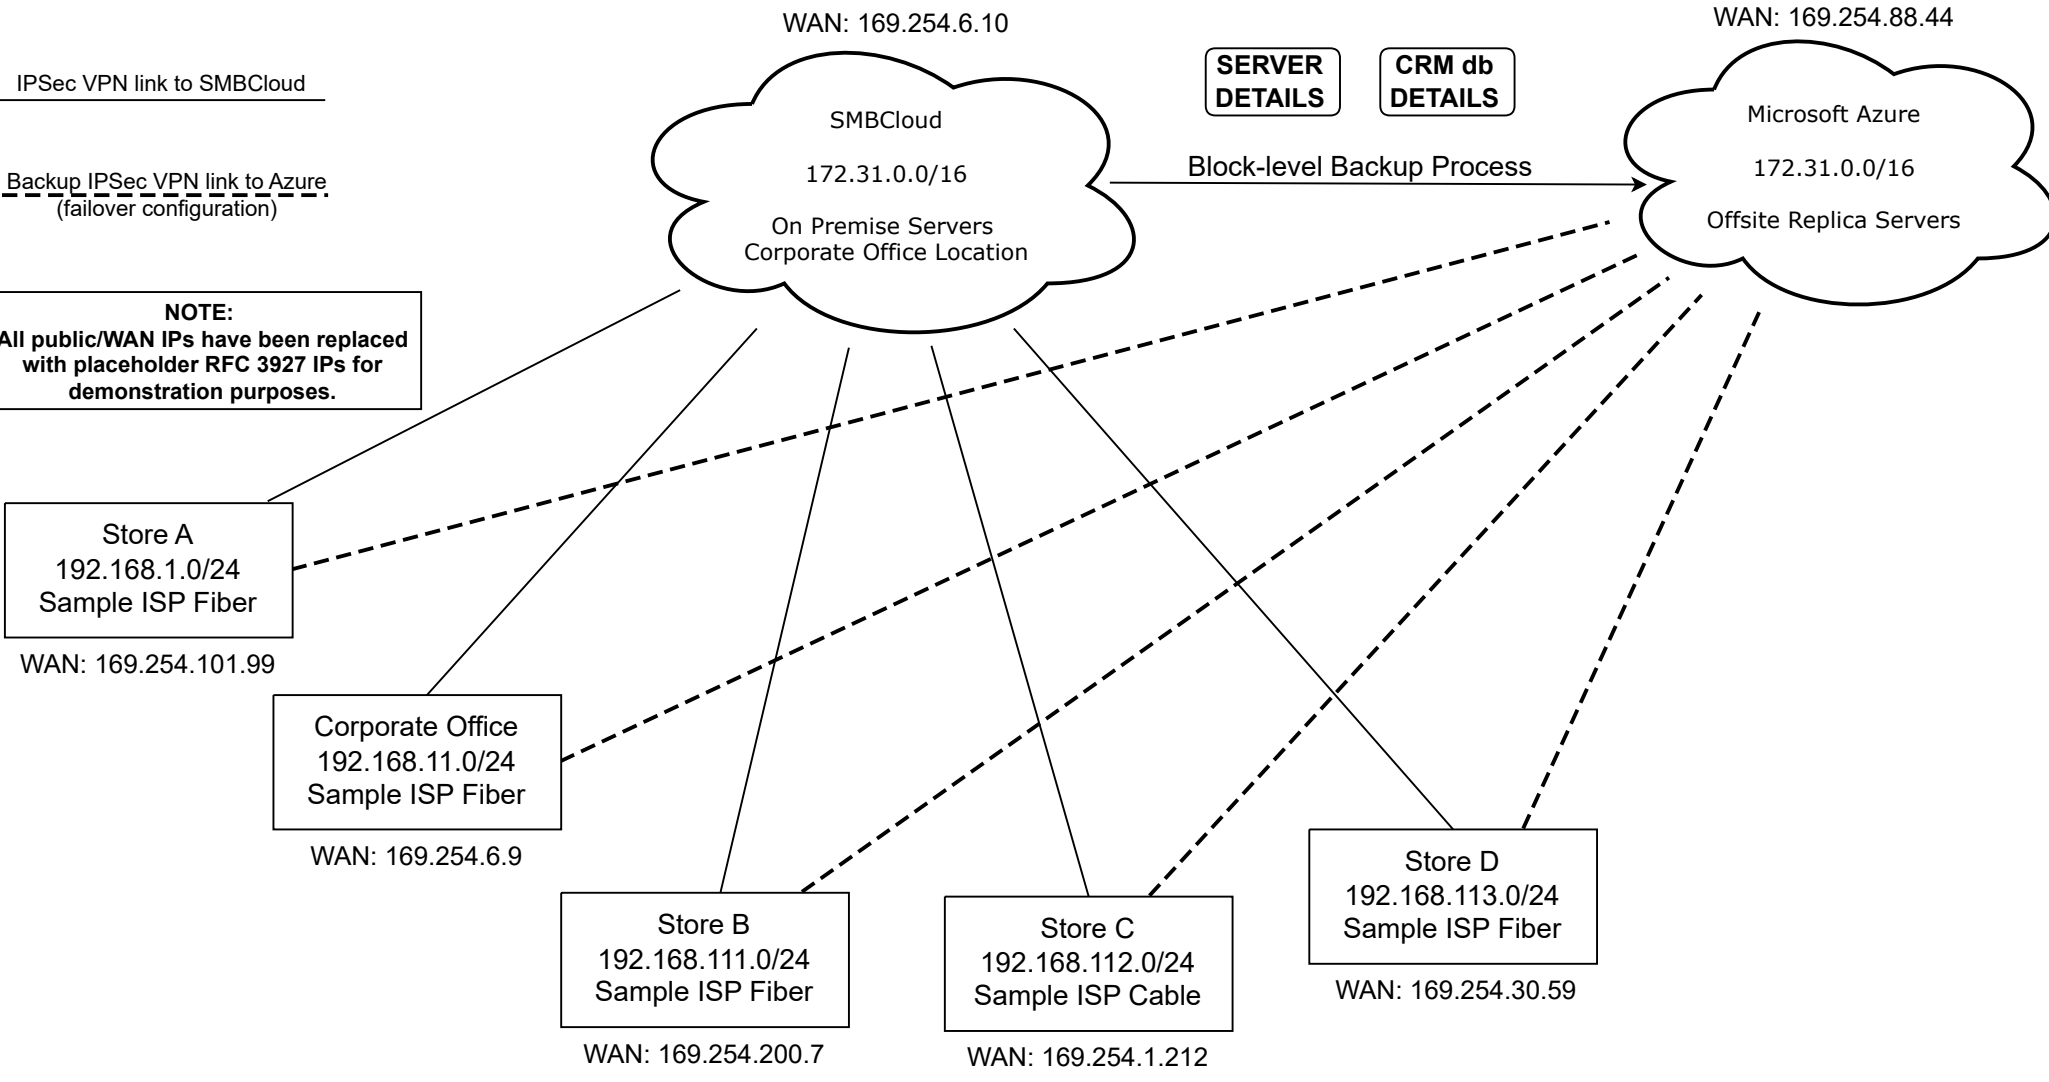 WAN: 169.254.6.10
WAN: 169.254.88.44
IPSec VPN link to SMBCloud
Backup IPSec VPN link to Azure
(failover configuration)
NOTE:
All public/WAN IPs have been replaced
with placeholder RFC 3927 IPs for
demonstration purposes.
SMBCloud
172.31.0.0/16
On Premise Servers
Corporate Office Location
SERVER
DETAILS
CRM db
DETAILS
Block-level Backup Process
Microsoft Azure
172.31.0.0/16
Offsite Replica Servers
Store A
192.168.1.0/24
Sample ISP Fiber
WAN: 169.254.101.99
Corporate Office
192.168.11.0/24
Sample ISP Fiber
WAN: 169.254.6.9
Store B
192.168.111.0/24
Sample ISP Fiber
WAN: 169.254.200.7
Store C
192.168.112.0/24
Sample ISP Cable
WAN: 169.254.1.212
Store D
192.168.113.0/24
Sample ISP Fiber
WAN: 169.254.30.59